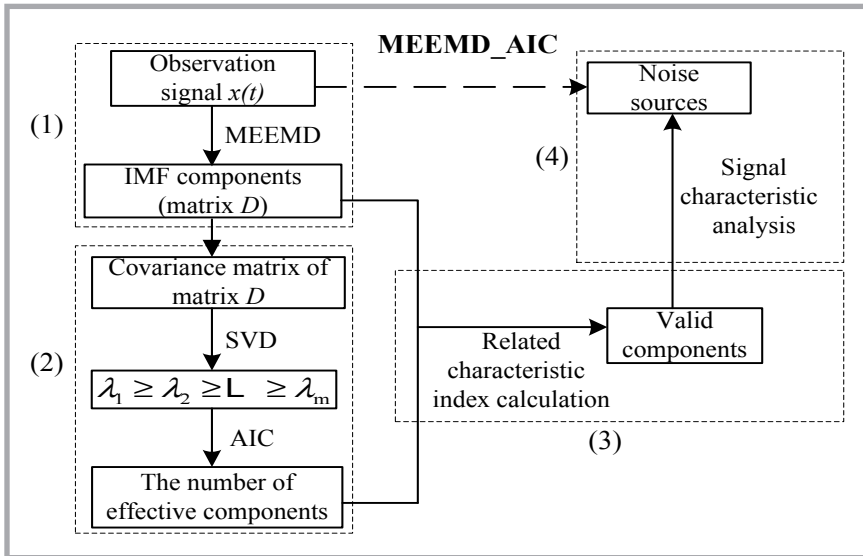 MEEMD_AIC
Observation
signal x(t)
(1)
MEEMD
IMF components
(matrix D)
Covariance matrix of
matrix D
(2)
SVD
λ₁ ≥ λ₂ ≥ L ≥ λₘ
AIC
The number of
effective components
Noise
sources
(4)
Signal
characteristic
analysis
Valid
components
Related
characteristic
index calculation
(3)